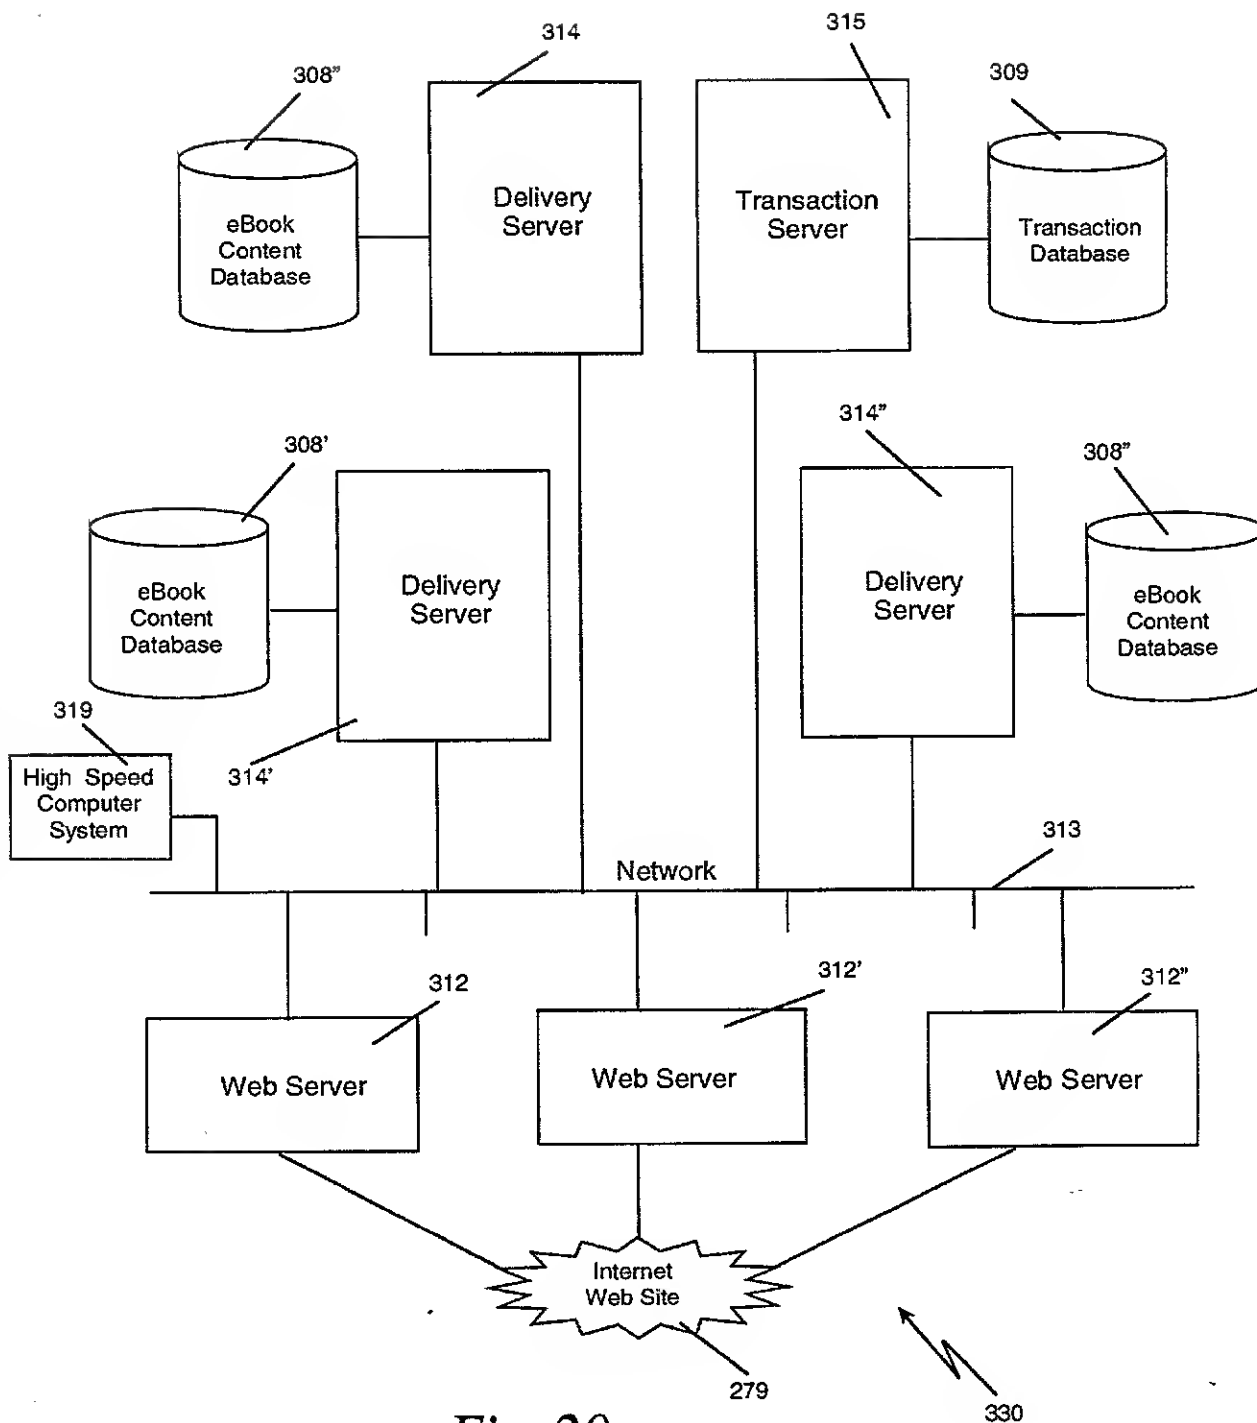 314
315
308”
309
eBook
Content
Database
Delivery
Server
Transaction
Server
Transaction
Database
308’
314”
308”
eBook
Content
Database
Delivery
Server
Delivery
Server
eBook
Content
Database
319
314’
High Speed
Computer
System
Network
313
312
312’
312”
Web Server
Web Server
Web Server
Internet
Web Site
279
330